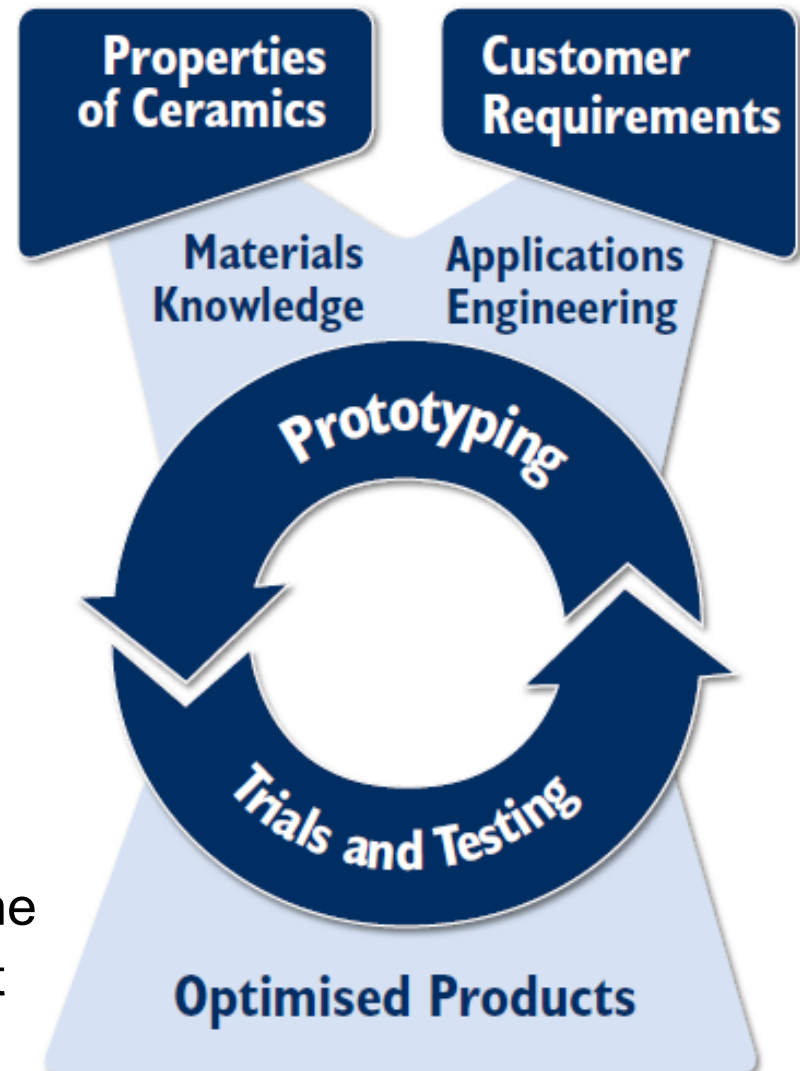 Properties
of Ceramics
Customer
Requirements
Materials
Knowledge
Applications
Engineering
Prototyping
Trials and Testing
Optimised Products